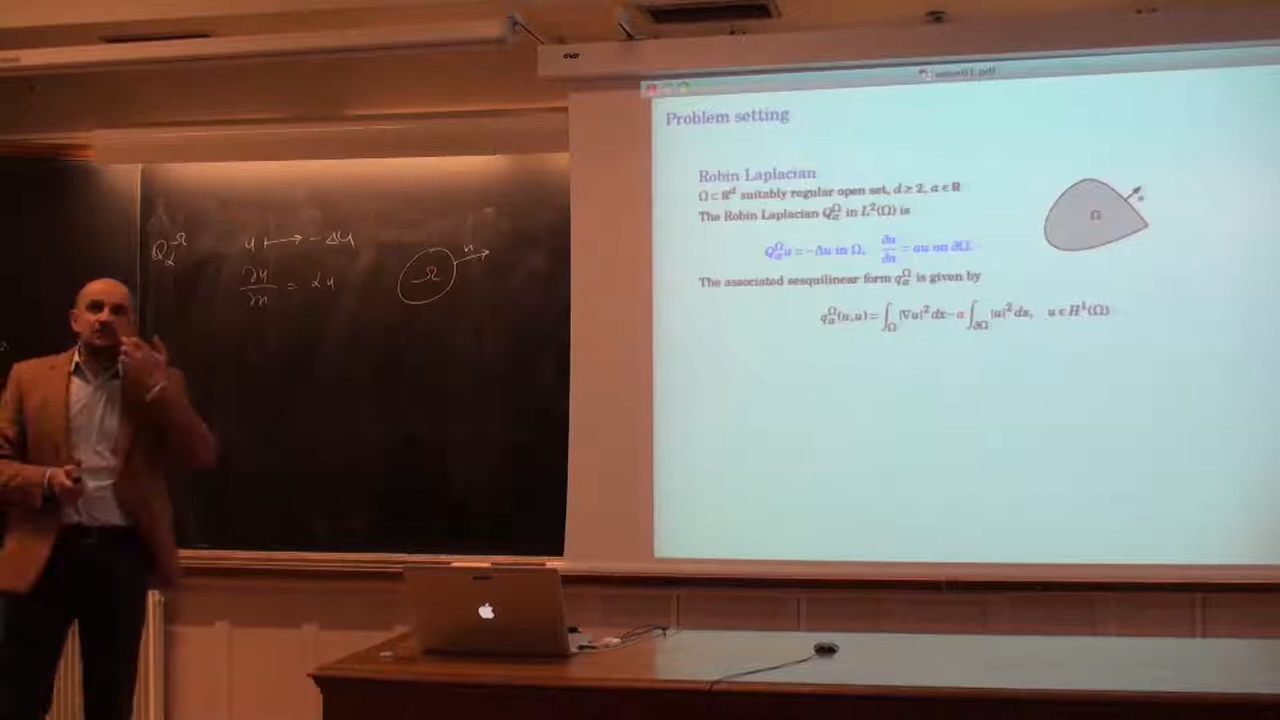 Q_α^Ω u ⟼ -Δu
∂u/∂n = αu
Ω n
Problem setting
Robin Laplacian
Ω ⊂ ℝ^d suitably regular open set, d ≥ 2, α ∈ ℝ
The Robin Laplacian Q_α^Ω in L²(Ω) is
Q_α^Ω u = -Δu in Ω, ∂u/∂n = αu on ∂Ω.
The associated sesquilinear form q_α^Ω is given by
q_α^Ω(u,u) = ∫_Ω |∇u|² dx - α ∫_∂Ω |u|² ds, u ∈ H¹(Ω)
Ω n